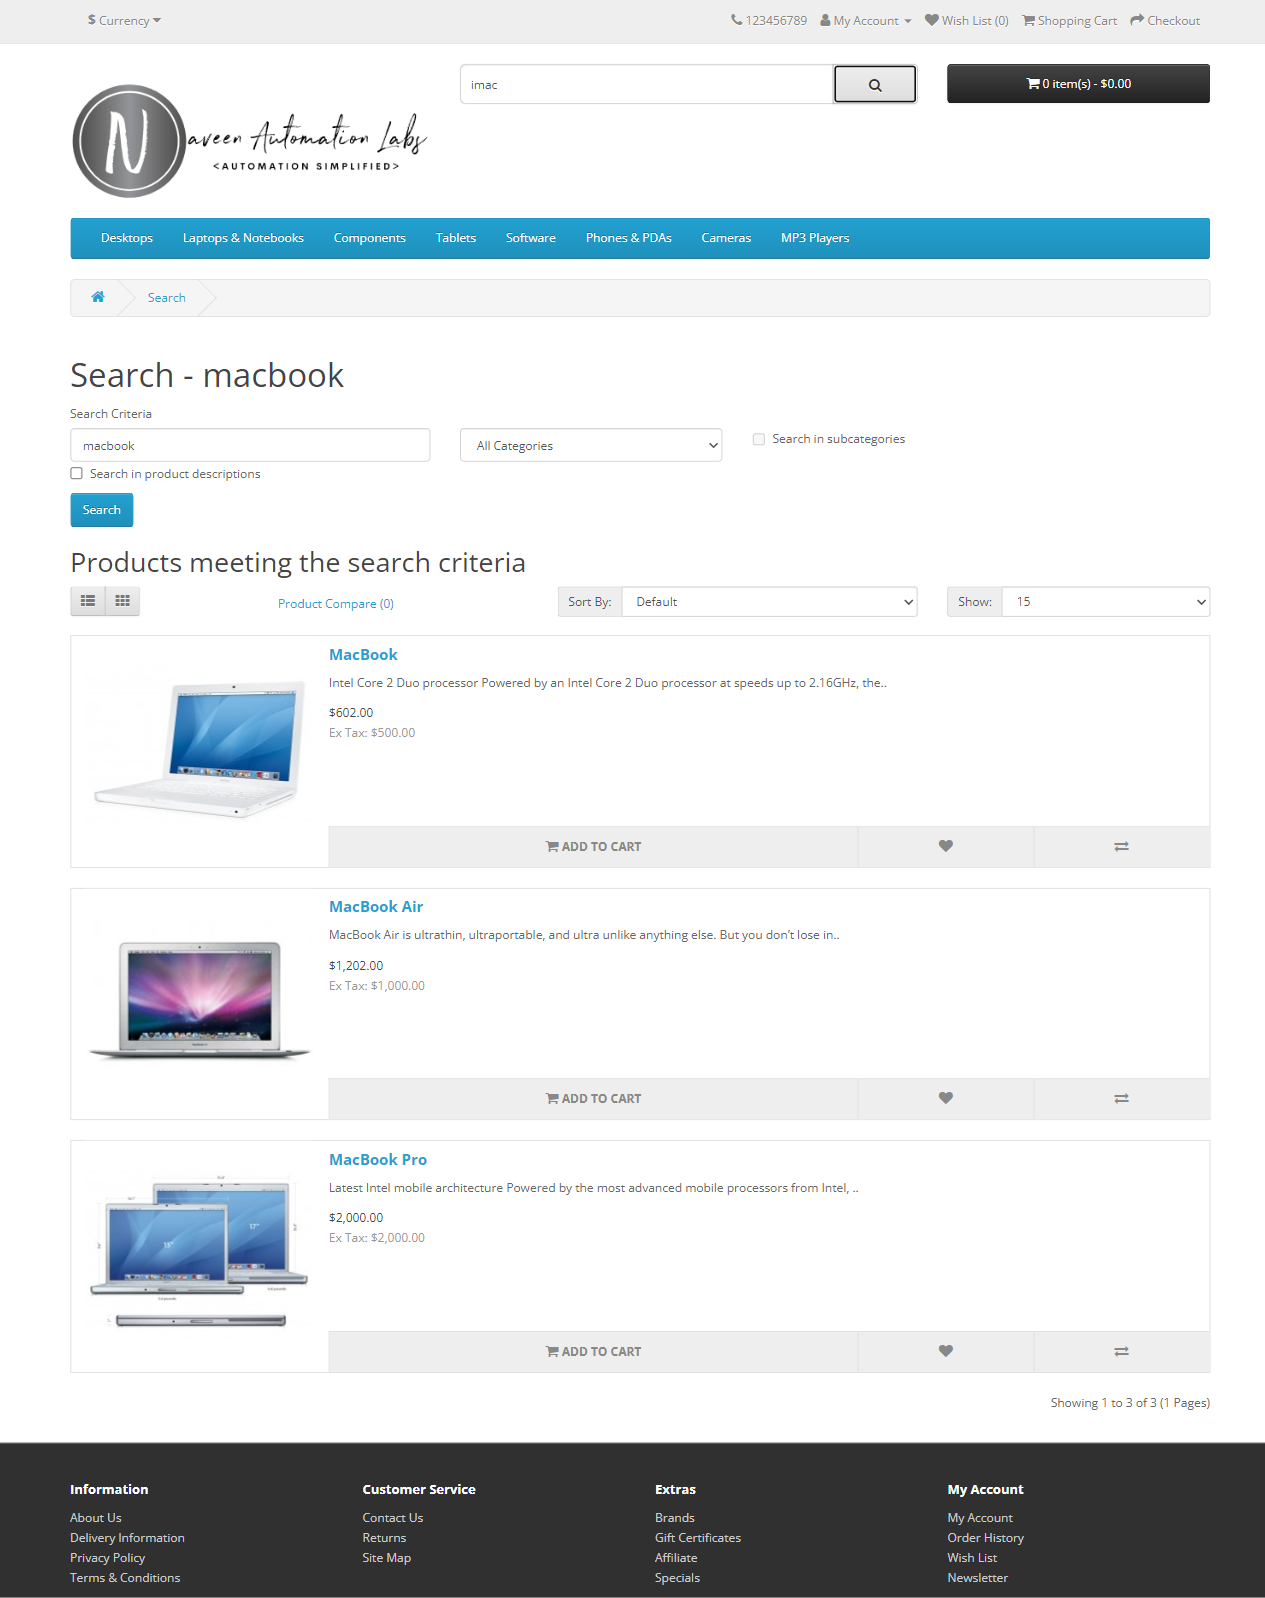 $ Currency
123456789 My Account Wish List (0) Shopping Cart Checkout
imac
0 item(s) - $0.00
N aveen Automation Labs
<AUTOMATION SIMPLIFIED>
Desktops Laptops & Notebooks Components Tablets Software Phones & PDAs Cameras MP3 Players
Search
Search - macbook
Search Criteria
macbook All Categories Search in subcategories
Search in product descriptions
Search
Products meeting the search criteria
Product Compare (0) Sort By: Default Show: 15
MacBook
Intel Core 2 Duo processor Powered by an Intel Core 2 Duo processor at speeds up to 2.16GHz, the..
$602.00
Ex Tax: $500.00
ADD TO CART
MacBook Air
MacBook Air is ultrathin, ultraportable, and ultra unlike anything else. But you don’t lose in..
$1,202.00
Ex Tax: $1,000.00
ADD TO CART
MacBook Pro
Latest Intel mobile architecture Powered by the most advanced mobile processors from Intel, ..
$2,000.00
Ex Tax: $2,000.00
17"
15"
ADD TO CART
Showing 1 to 3 of 3 (1 Pages)
Information
About Us
Delivery Information
Privacy Policy
Terms & Conditions
Customer Service
Contact Us
Returns
Site Map
Extras
Brands
Gift Certificates
Affiliate
Specials
My Account
My Account
Order History
Wish List
Newsletter